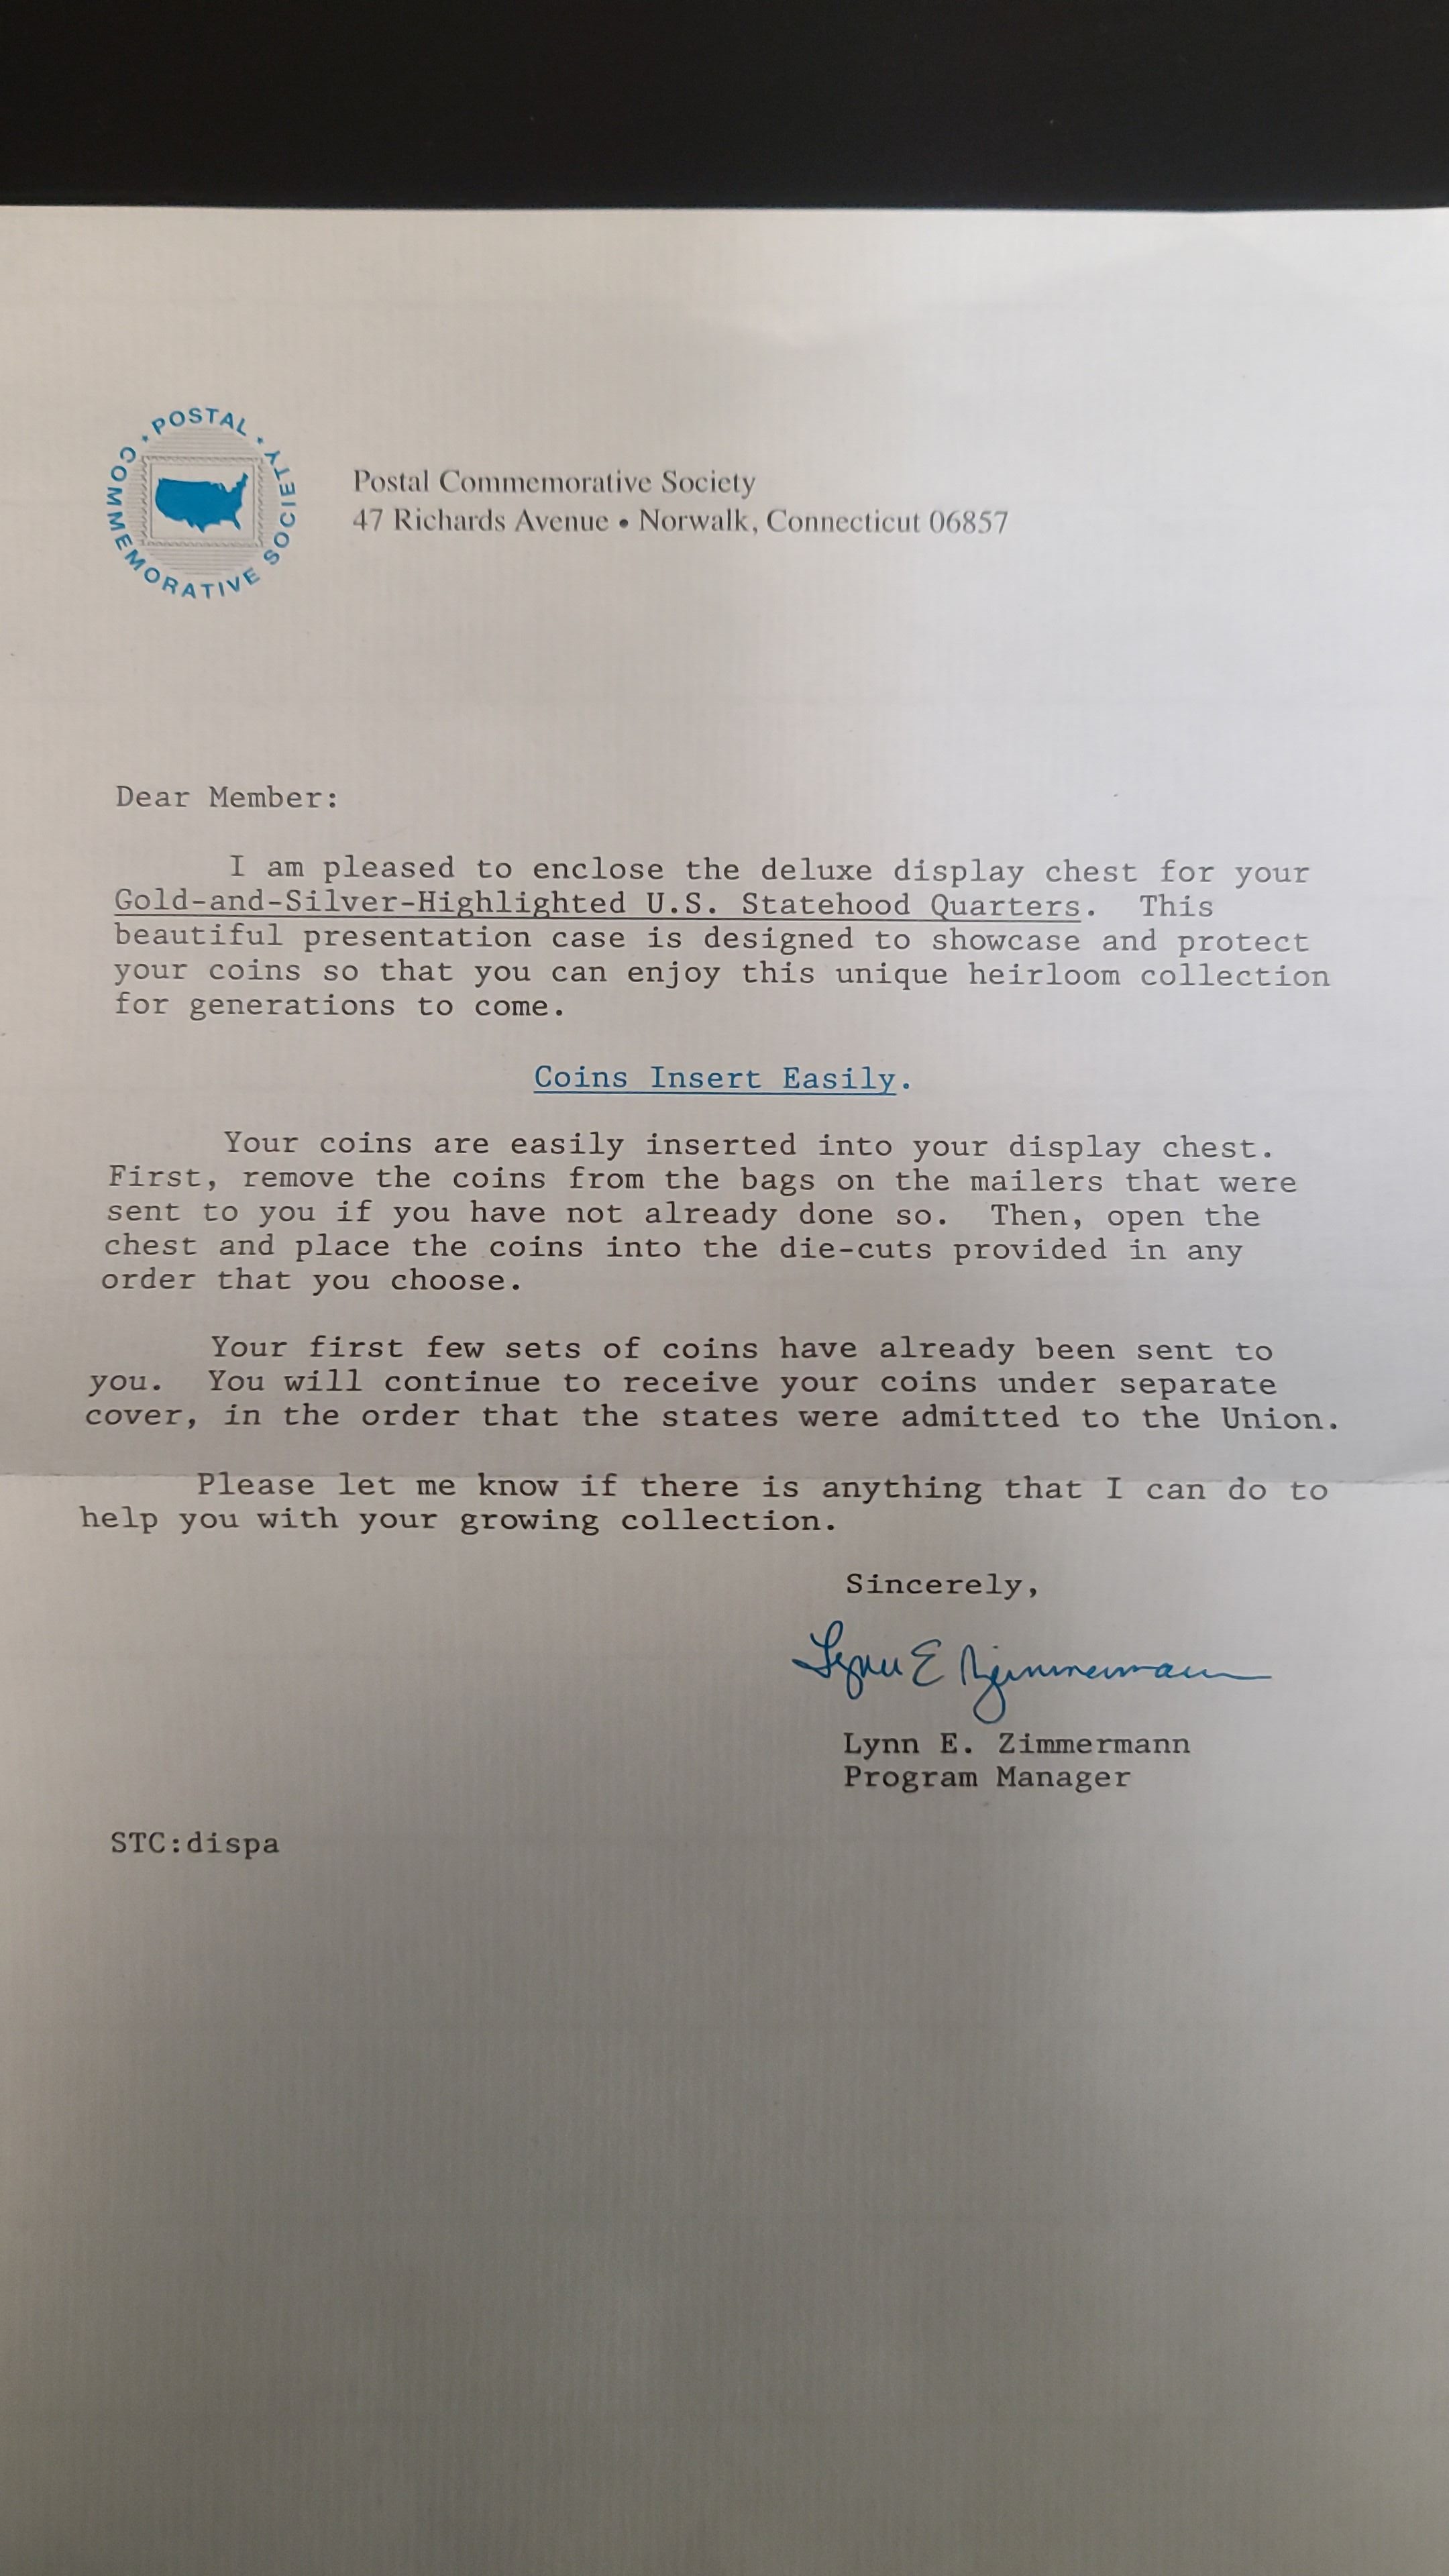 POSTAL • COMMEMORATIVE SOCIETY •
Postal Commemorative Society
47 Richards Avenue • Norwalk, Connecticut 06857
Dear Member:
I am pleased to enclose the deluxe display chest for your
Gold-and-Silver-Highlighted U.S. Statehood Quarters. This
beautiful presentation case is designed to showcase and protect
your coins so that you can enjoy this unique heirloom collection
for generations to come.
Coins Insert Easily.
Your coins are easily inserted into your display chest.
First, remove the coins from the bags on the mailers that were
sent to you if you have not already done so. Then, open the
chest and place the coins into the die-cuts provided in any
order that you choose.
Your first few sets of coins have already been sent to
you. You will continue to receive your coins under separate
cover, in the order that the states were admitted to the Union.
Please let me know if there is anything that I can do to
help you with your growing collection.
Sincerely,
Lynn E Zimmermann
Lynn E. Zimmermann
Program Manager
STC:dispa